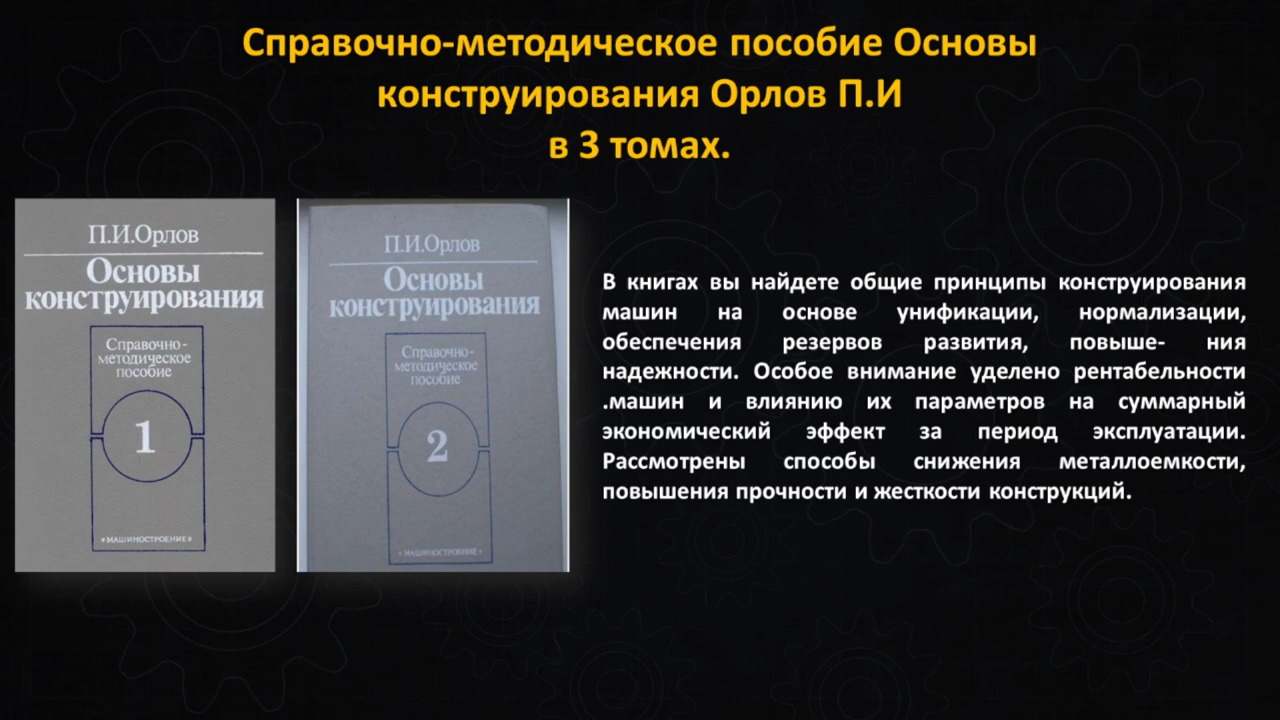 Справочно-методическое пособие Основы
конструирования Орлов П.И
в 3 томах.
П.И.Орлов
Основы
конструирования
Справочно-
методическое
пособие
1
«МАШИНОСТРОЕНИЕ»
П.И.Орлов
Основы
конструирования
Справочно-
методическое
пособие
2
«МАШИНОСТРОЕНИЕ»
В книгах вы найдете общие принципы конструирования
машин на основе унификации, нормализации,
обеспечения резервов развития, повыше- ния
надежности. Особое внимание уделено рентабельности
.машин и влиянию их параметров на суммарный
экономический эффект за период эксплуатации.
Рассмотрены способы снижения металлоемкости,
повышения прочности и жесткости конструкций.